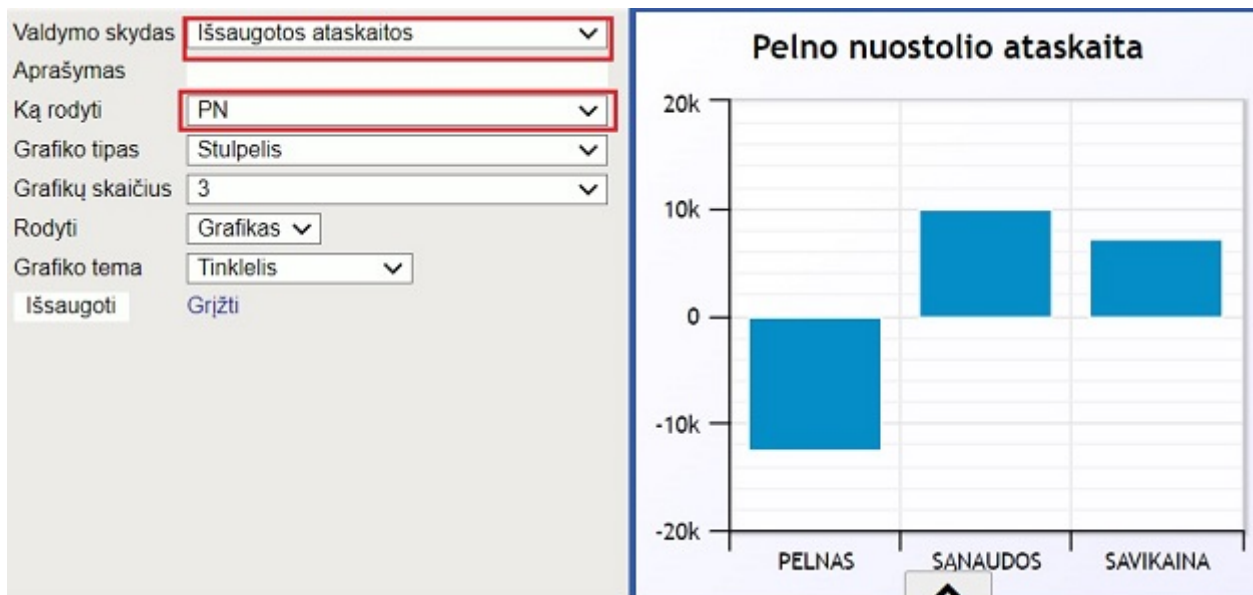 Valdymo skydas Išsaugotos ataskaitos
Aprašymas
Ką rodyti PN
Grafiko tipas Stulpelis
Grafikų skaičius 3
Rodyti Grafikas
Grafiko tema Tinklelis
Išsaugoti Grįžti
Pelno nuostolio ataskaita
20k
10k
0
-10k
-20k
PELNAS SĄNAUDOS SAVIKAINA